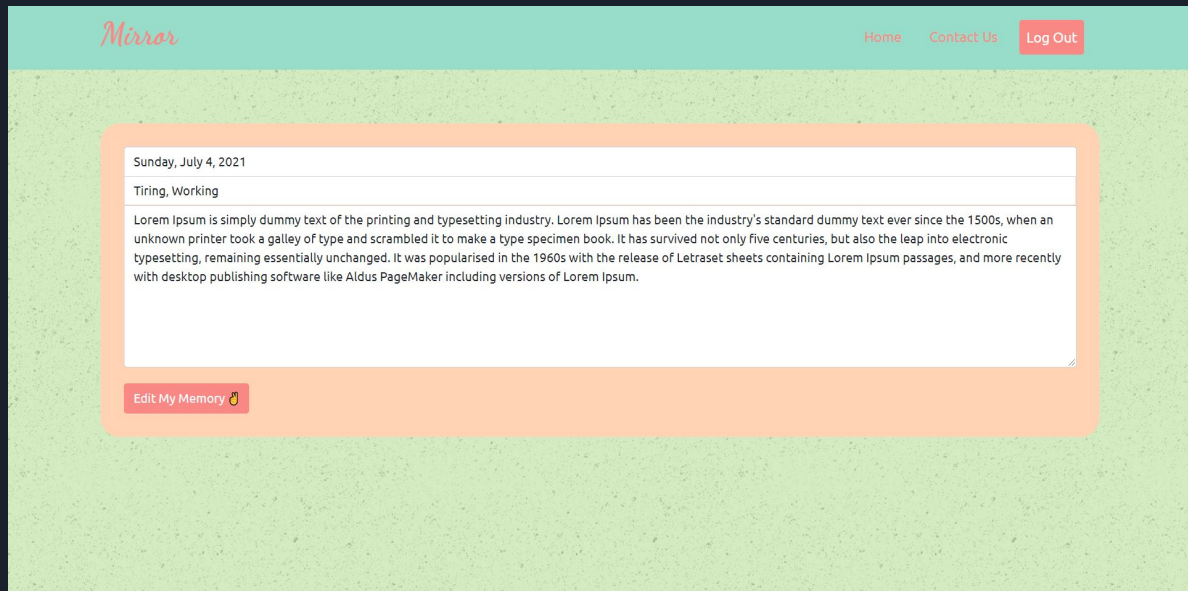 Mirror
Home
Contact Us
Log Out
Sunday, July 4, 2021
Tiring, Working
Lorem Ipsum is simply dummy text of the printing and typesetting industry. Lorem Ipsum has been the industry's standard dummy text ever since the 1500s, when an
unknown printer took a galley of type and scrambled it to make a type specimen book. It has survived not only five centuries, but also the leap into electronic
typesetting, remaining essentially unchanged. It was popularised in the 1960s with the release of Letraset sheets containing Lorem Ipsum passages, and more recently
with desktop publishing software like Aldus PageMaker including versions of Lorem Ipsum.
Edit My Memory ✌